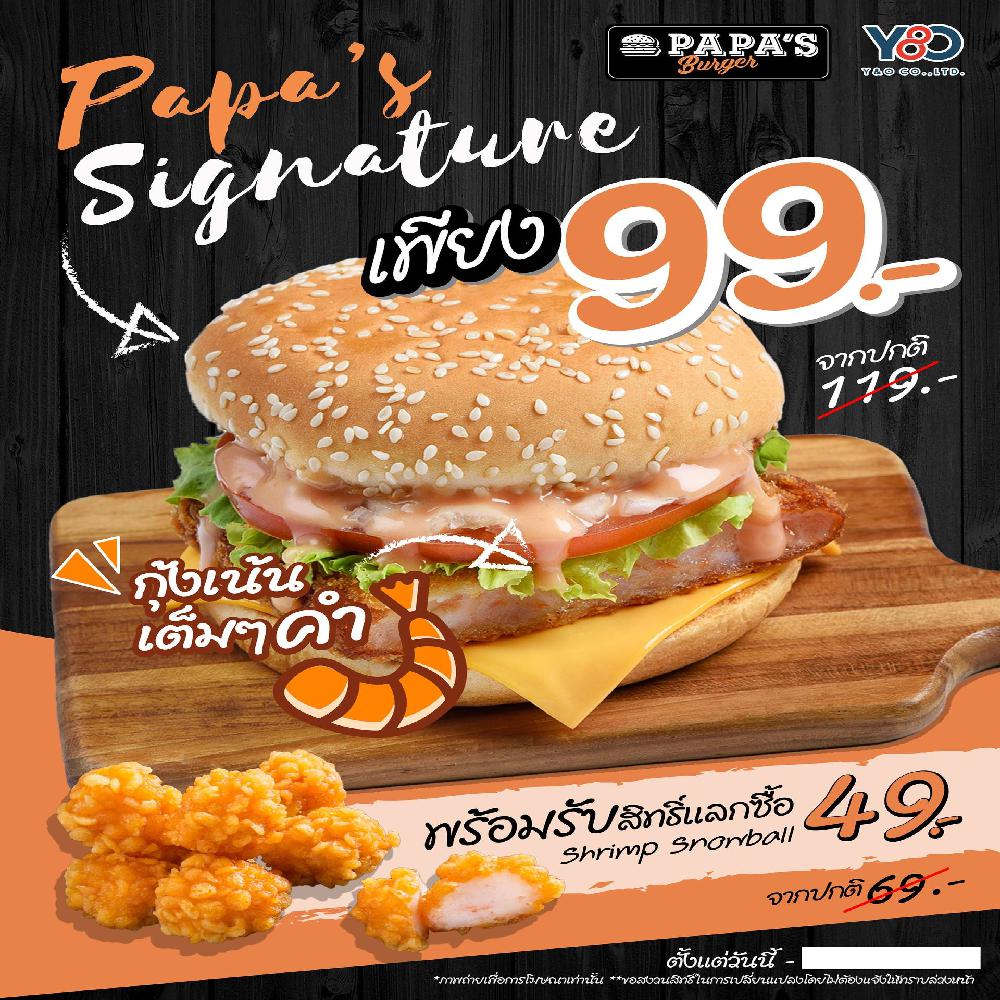 PAPA'S
Burger
Y&O
Y&O CO.,LTD.
Papa's
Signature
เพียง 99.-
จากปกติ
119.-
กุ้งเน้น
เต็มๆ คำ
พร้อมรับสิทธิ์แลกซื้อ 49.-
Shrimp Snowball
จากปกติ 69.-
ตั้งแต่วันนี้ -
*ภาพถ่ายเพื่อการโฆษณาเท่านั้น **ขอสงวนสิทธิ์ในการเปลี่ยนแปลงโดยไม่ต้องแจ้งให้ทราบล่วงหน้า